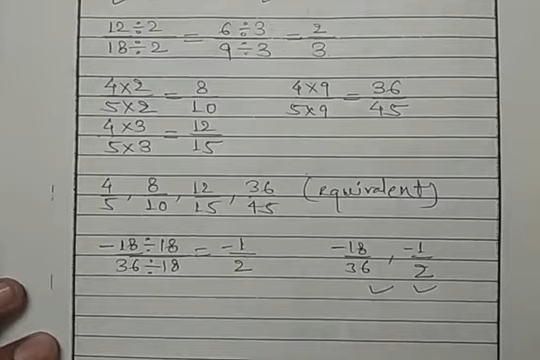 12÷2/18÷2 = 6÷3/9÷3 = 2/3
4×2/5×2 = 8/10 4×9/5×9 = 36/45
4×3/5×3 = 12/15
4/5, 8/10, 12/15, 36/45 (equivalent)
-18÷18/36÷18 = -1/2 -18/36, -1/2